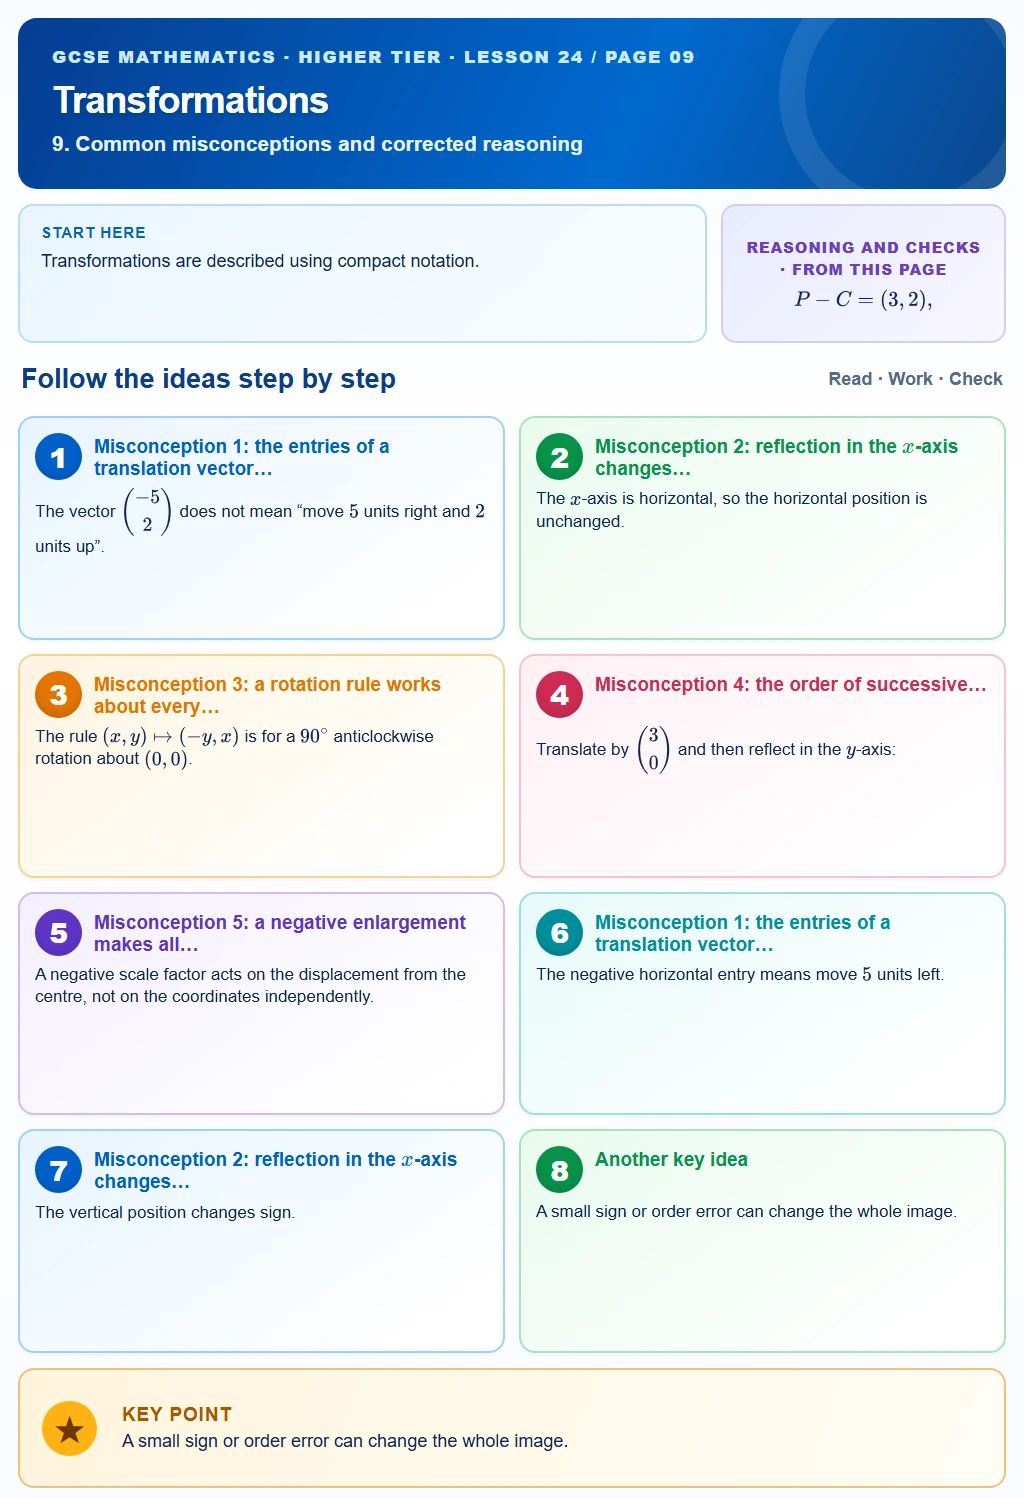 GCSE MATHEMATICS · HIGHER TIER · LESSON 24 / PAGE 09
Transformations
9. Common misconceptions and corrected reasoning
START HERE
Transformations are described using compact notation.
REASONING AND CHECKS
· FROM THIS PAGE
P − C = (3, 2),
Follow the ideas step by step
Read · Work · Check
1
Misconception 1: the entries of a
translation vector…
The vector (−5 2) does not mean “move 5 units right and 2
units up”.
2
Misconception 2: reflection in the x-axis
changes…
The x-axis is horizontal, so the horizontal position is
unchanged.
3
Misconception 3: a rotation rule works
about every…
The rule (x, y) ↦ (−y, x) is for a 90° anticlockwise
rotation about (0, 0).
4
Misconception 4: the order of successive…
Translate by (3 0) and then reflect in the y-axis:
5
Misconception 5: a negative enlargement
makes all…
A negative scale factor acts on the displacement from the
centre, not on the coordinates independently.
6
Misconception 1: the entries of a
translation vector…
The negative horizontal entry means move 5 units left.
7
Misconception 2: reflection in the x-axis
changes…
The vertical position changes sign.
8
Another key idea
A small sign or order error can change the whole image.
KEY POINT
A small sign or order error can change the whole image.